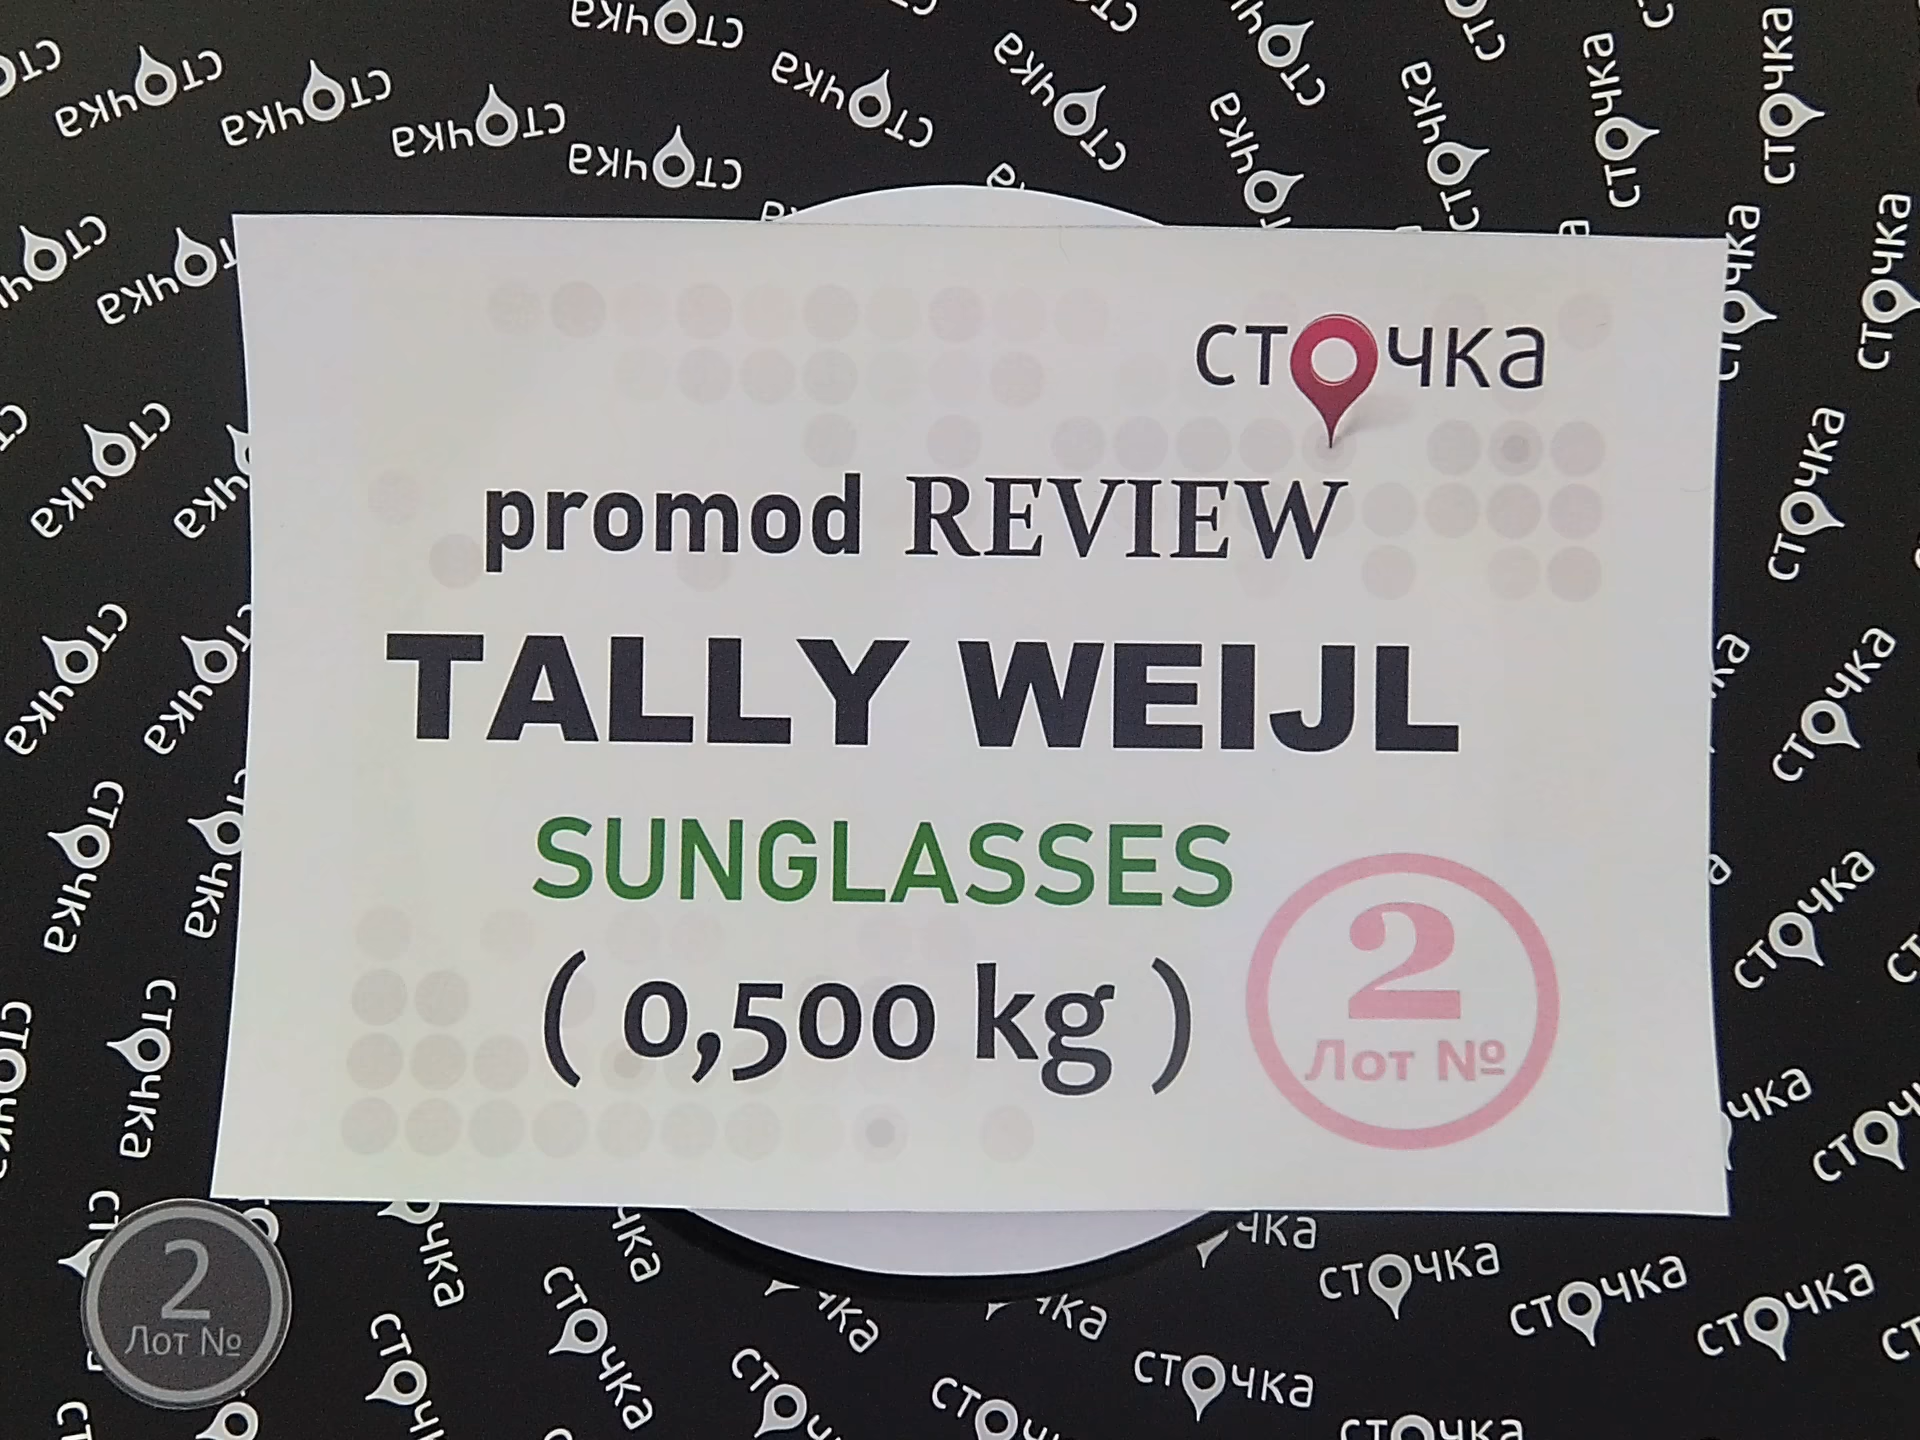 сточка
promod REVIEW
TALLY WEIJL
SUNGLASSES
( 0,500 kg )
2
Лот №
2
Лот №